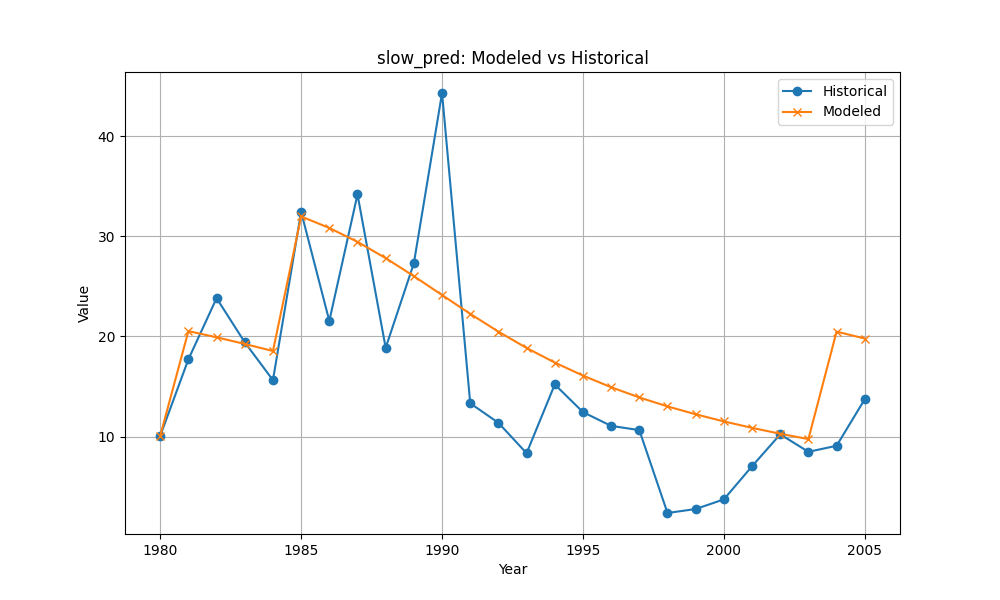 slow_pred: Modeled vs Historical
Historical
Modeled
40
30
20
10
Value
1980
1985
1990
1995
2000
2005
Year